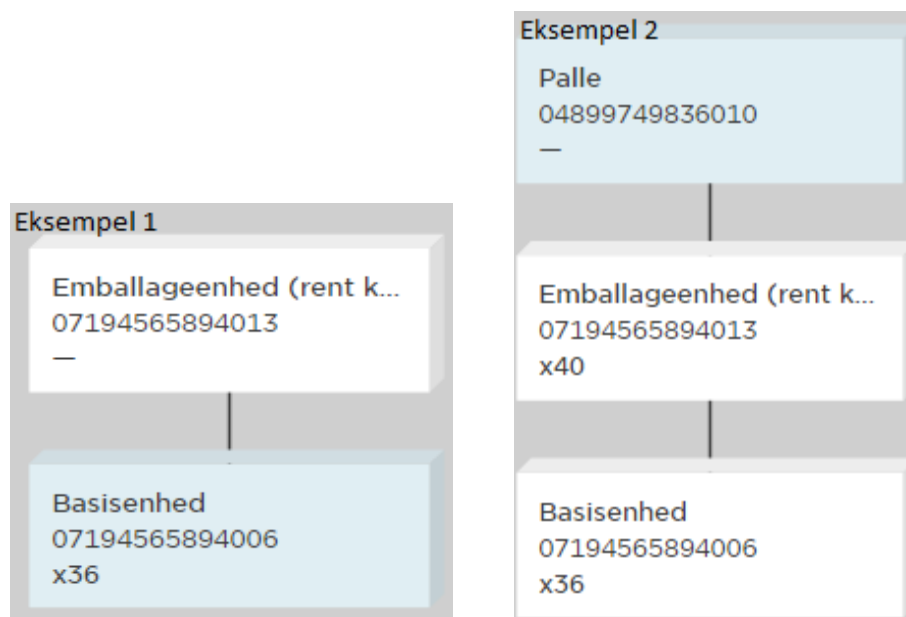 Eksempel 1
Emballageenhed (rent k...
07194565894013
—
Basisenhed
07194565894006
x36
Eksempel 2
Palle
04899749836010
—
Emballageenhed (rent k...
07194565894013
x40
Basisenhed
07194565894006
x36